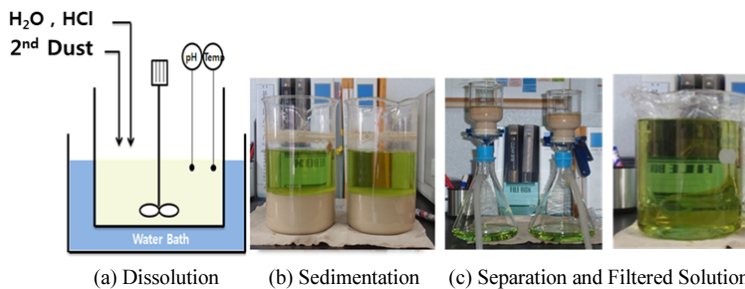 H₂O , HCl
2nd Dust
pH
Temp
Water Bath
(a) Dissolution
(b) Sedimentation
(c) Separation and Filtered Solution